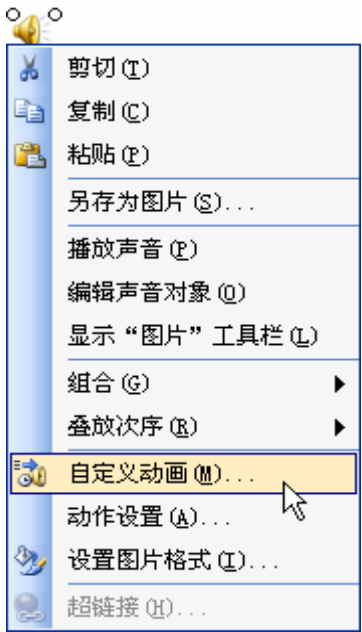 剪切(T)
复制(C)
粘贴(P)
另存为图片(S)...
播放声音(P)
编辑声音对象(O)
显示“图片”工具栏(L)
组合(G)
叠放次序(R)
自定义动画(M)...
动作设置(A)...
设置图片格式(I)...
超链接(H)...